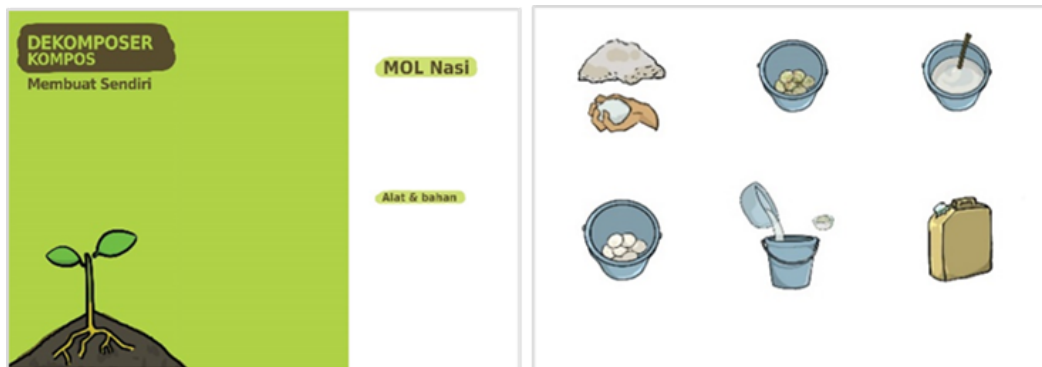 DEKOMPOSER
KOMPOS
Membuat Sendiri
MOL Nasi
Alat & bahan